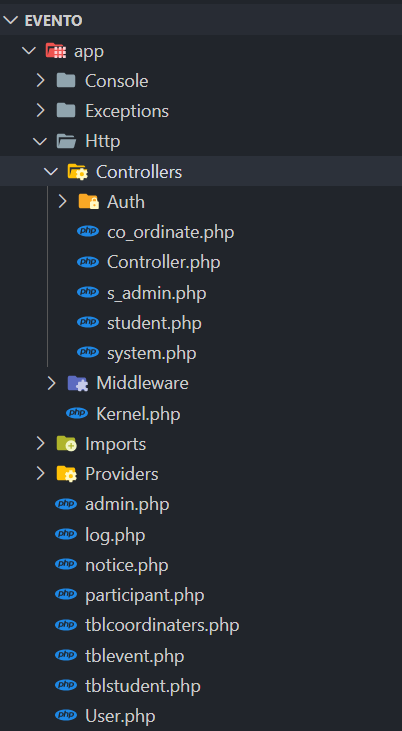 EVENTO
app
Console
Exceptions
Http
Controllers
Auth
php co_ordinate.php
php Controller.php
php s_admin.php
php student.php
php system.php
Middleware
php Kernel.php
Imports
Providers
php admin.php
php log.php
php notice.php
php participant.php
php tblcoordinaters.php
php tblevent.php
php tblstudent.php
php User.php